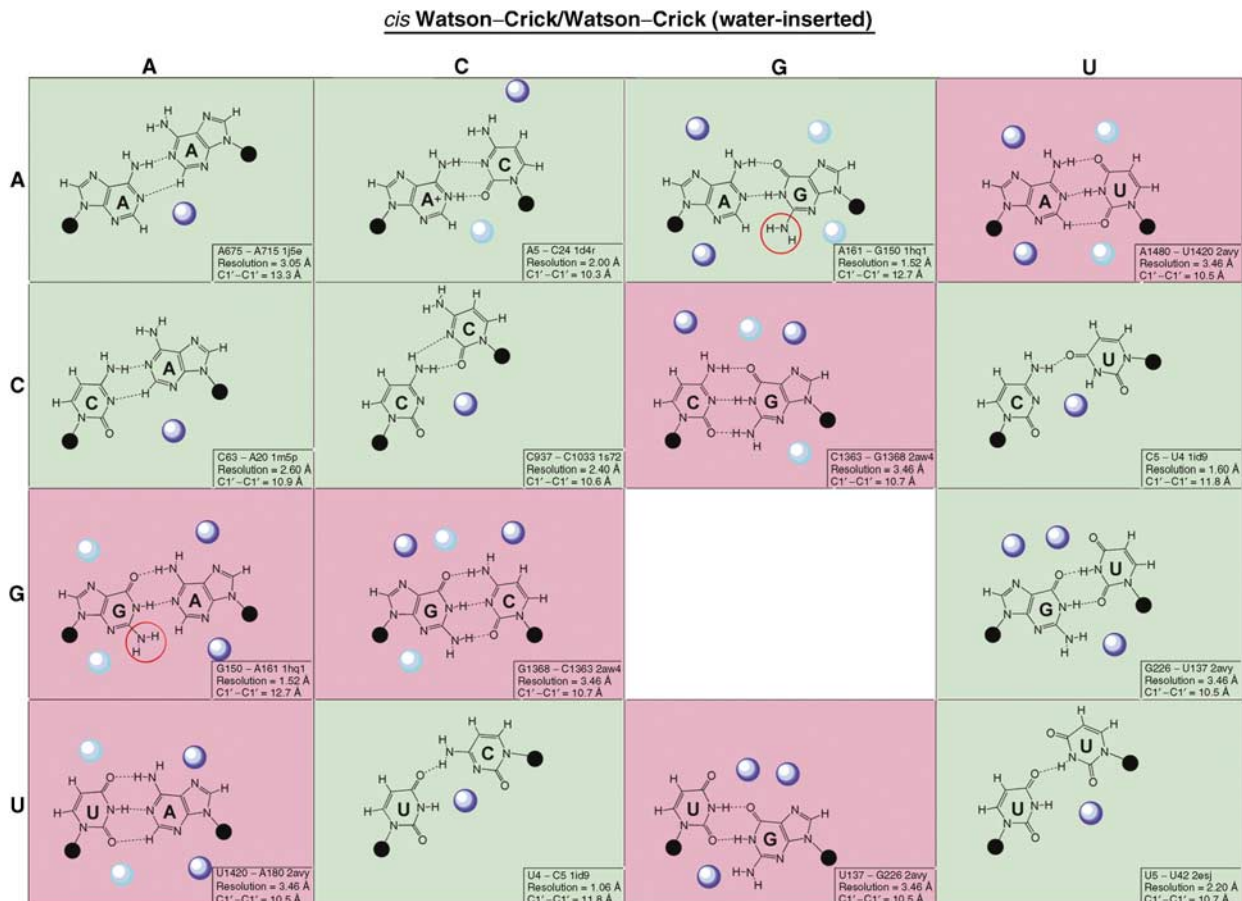 cis Watson–Crick/Watson–Crick (water-inserted)
A C G U
A
A675 – A715 1j5e
Resolution = 3.05 Å
C1′–C1′ = 13.3 Å
A5 – C24 1d4r
Resolution = 2.00 Å
C1′–C1′ = 10.3 Å
A161 – G150 1hq1
Resolution = 1.52 Å
C1′–C1′ = 12.7 Å
A1480 – U1420 2avy
Resolution = 3.46 Å
C1′–C1′ = 10.5 Å
C
C63 – A20 1m5p
Resolution = 2.60 Å
C1′–C1′ = 10.9 Å
C937 – C1033 1s72
Resolution = 2.40 Å
C1′–C1′ = 10.6 Å
C1363 – G1368 2aw4
Resolution = 3.46 Å
C1′–C1′ = 10.7 Å
C5 – U4 1id9
Resolution = 1.60 Å
C1′–C1′ = 11.8 Å
G
G150 – A161 1hq1
Resolution = 1.52 Å
C1′–C1′ = 12.7 Å
G1368 – C1363 2aw4
Resolution = 3.46 Å
C1′–C1′ = 10.7 Å
G226 – U137 2avy
Resolution = 3.46 Å
C1′–C1′ = 10.5 Å
U
U1420 – A180 2avy
Resolution = 3.46 Å
C1′–C1′ = 10.5 Å
U4 – C5 1id9
Resolution = 1.06 Å
C1′–C1′ = 11.8 Å
U137 – G226 2avy
Resolution = 3.46 Å
C1′–C1′ = 10.5 Å
U5 – U42 2esj
Resolution = 2.20 Å
C1′–C1′ = 10.7 Å